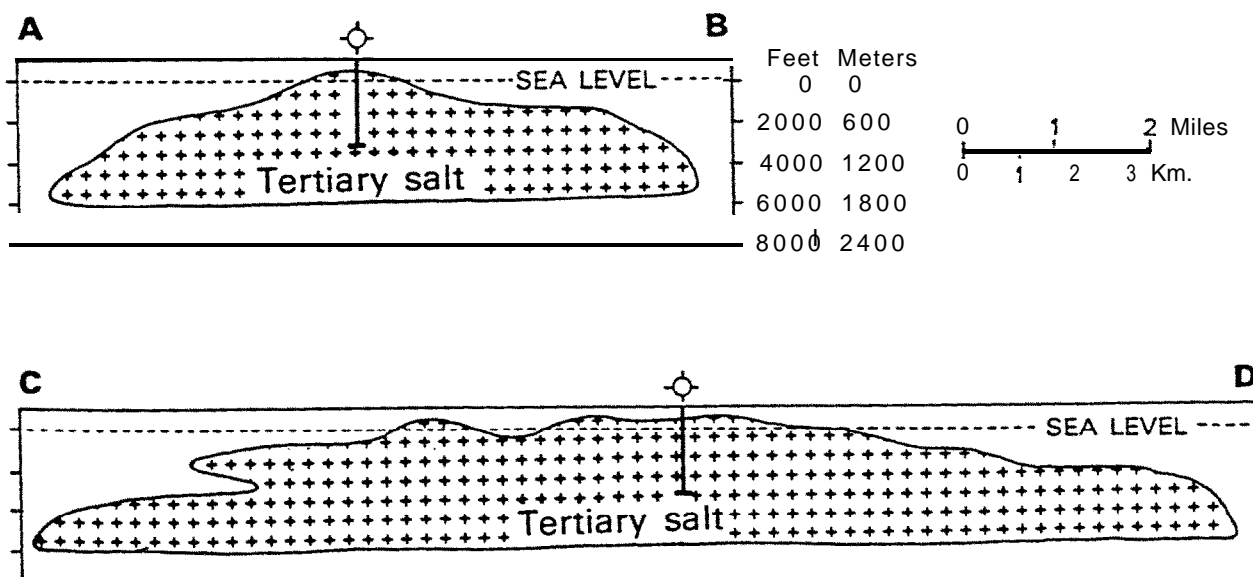 A B
SEA LEVEL
Feet Meters
0 0
2000 600
4000 1200
6000 1800
8000 2400
0 1 2 Miles
0 1 2 3 Km.
Tertiary salt
C D
SEA LEVEL
Tertiary salt